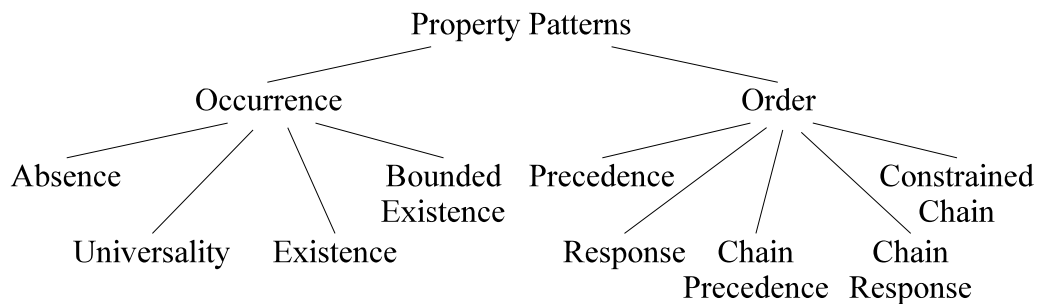 Property Patterns
Occurrence
Order
Absence
Bounded
Existence
Precedence
Constrained
Chain
Universality
Existence
Response
Chain
Precedence
Chain
Response